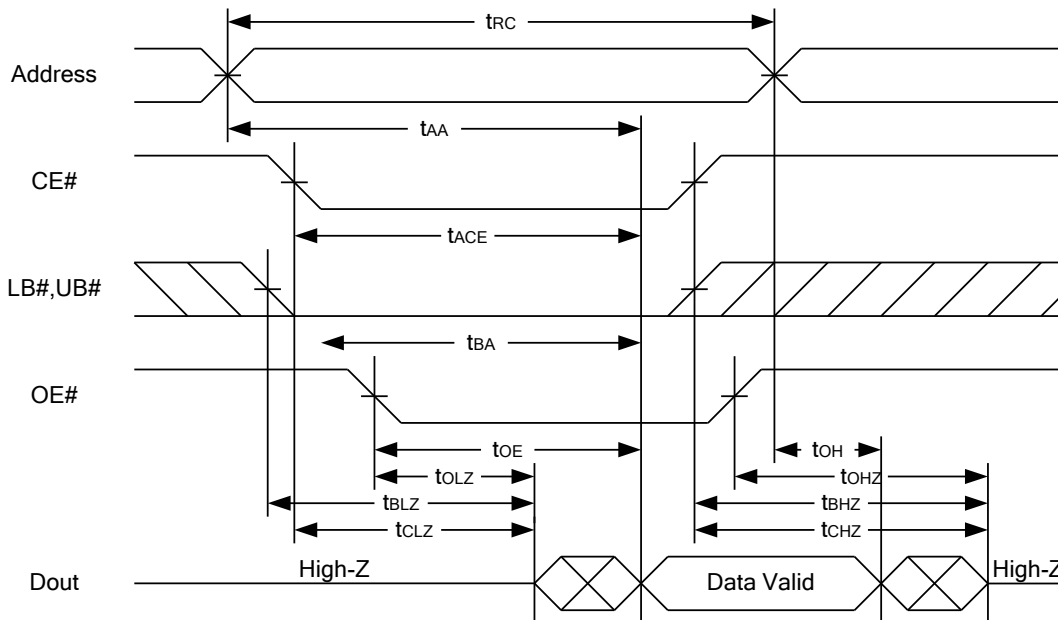 tRC
Address
tAA
CE#
tACE
LB#,UB#
tBA
OE#
tOE
tOH
tOLZ
tOHZ
tBLZ
tBHZ
tCLZ
tCHZ
Dout
High-Z
Data Valid
High-Z